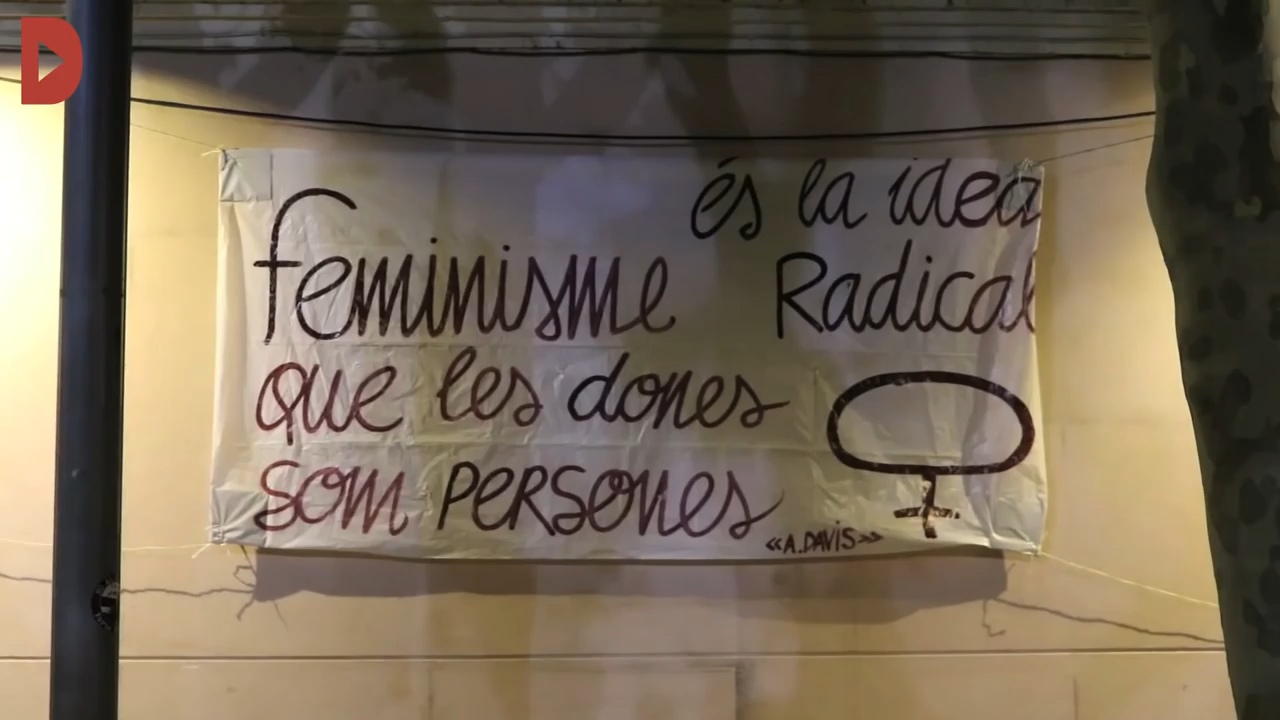 D
feminisme és la idea
Radical
que les dones
som PERSONES
«A.DAVIS»